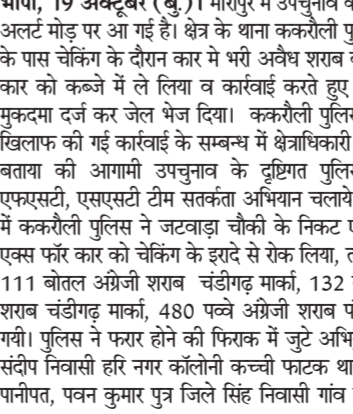 भोपा, 19 अक्टूबर (बु.)। मीरापुर में उपचुनाव
अलर्ट मोड़ पर आ गई है। क्षेत्र के थाना ककरौली
के पास चेकिंग के दौरान कार मे भरी अवैध शराब
कार को कब्जे में ले लिया व कार्रवाई करते हुए
मुकदमा दर्ज कर जेल भेज दिया। ककरौली पुलिस
खिलाफ की गई कार्रवाई के सम्बन्ध में क्षेत्राधिकारी
बताया की आगामी उपचुनाव के दृष्टिगत पुलिस
एफएसटी, एसएसटी टीम सतर्कता अभियान चलाये
में ककरौली पुलिस ने जटवाड़ा चौकी के निकट
एक्स फॉर कार को चेकिंग के इरादे से रोक लिया,
111 बोतल अंग्रेजी शराब चंडीगढ़ मार्का, 132
शराब चंडीगढ़ मार्का, 480 पव्वे अंग्रेजी शराब
गयी। पुलिस ने फरार होने की फिराक में जुटे
संदीप निवासी हरि नगर कॉलोनी कच्ची फाटक
पानीपत, पवन कुमार पुत्र जिले सिंह निवासी गांव